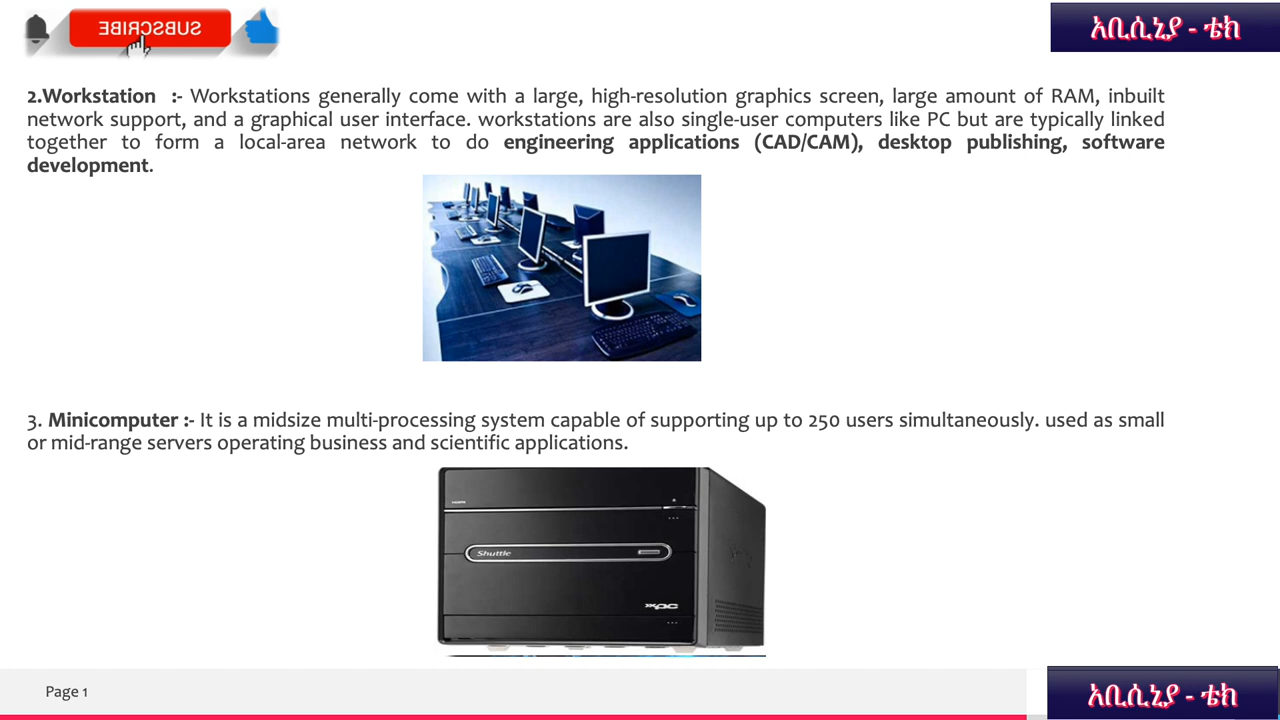 SUBSCRIBE
አቢሲኒያ - ቴክ
2.Workstation :- Workstations generally come with a large, high-resolution graphics screen, large amount of RAM, inbuilt
network support, and a graphical user interface. workstations are also single-user computers like PC but are typically linked
together to form a local-area network to do engineering applications (CAD/CAM), desktop publishing, software
development.
3. Minicomputer :- It is a midsize multi-processing system capable of supporting up to 250 users simultaneously. used as small
or mid-range servers operating business and scientific applications.
Shuttle
XPC
Page 1
አቢሲኒያ - ቴክ